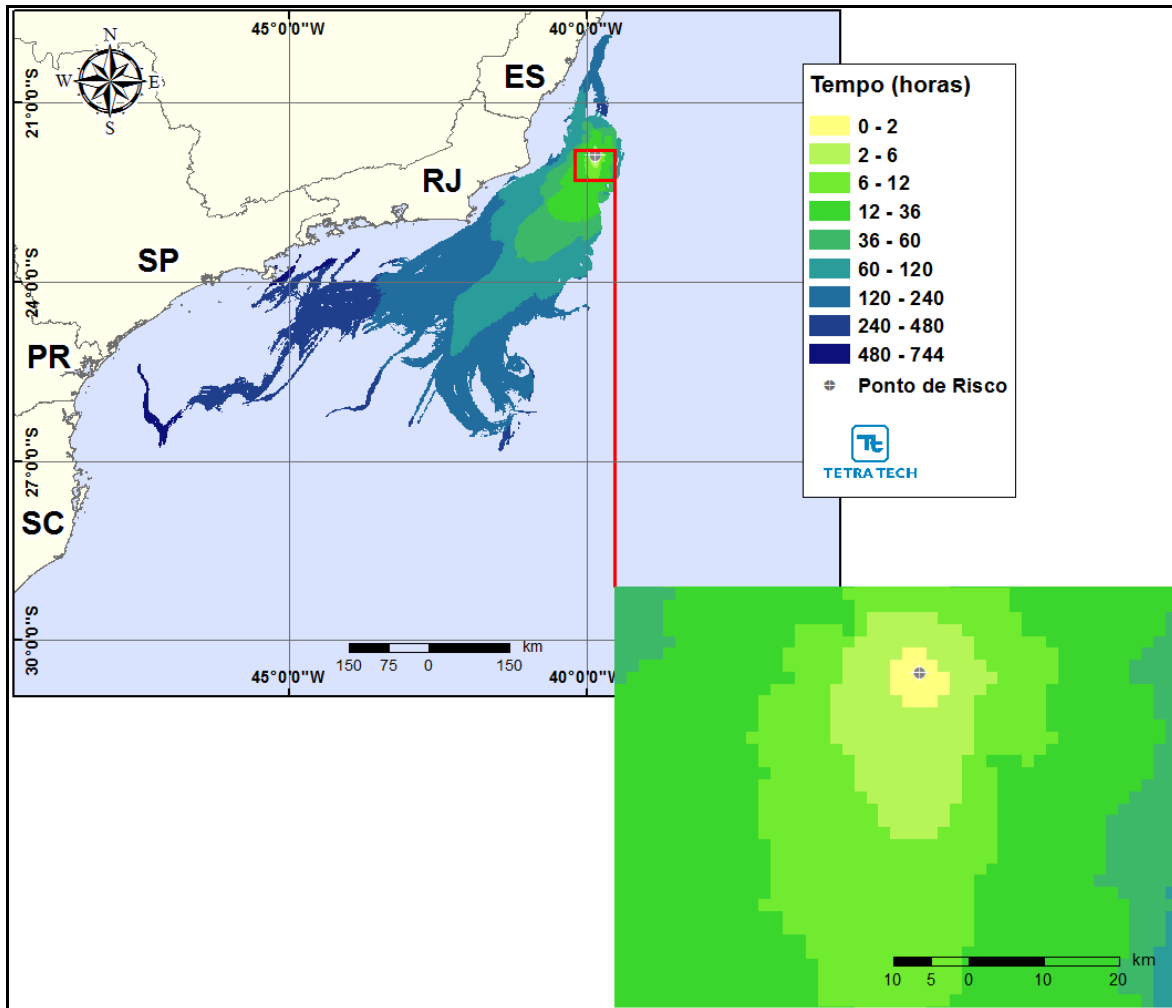 45°0'0"W 40°0'0"W
N
W E
S
21°0'0"S
24°0'0"S
27°0'0"S
30°0'0"S
ES
RJ
SP
PR
SC
Tempo (horas)
0 - 2
2 - 6
6 - 12
12 - 36
36 - 60
60 - 120
120 - 240
240 - 480
480 - 744
Ponto de Risco
Tt
TETRA TECH
km
150 75 0 150
45°0'0"W 40°0'0"W
km
10 5 0 10 20